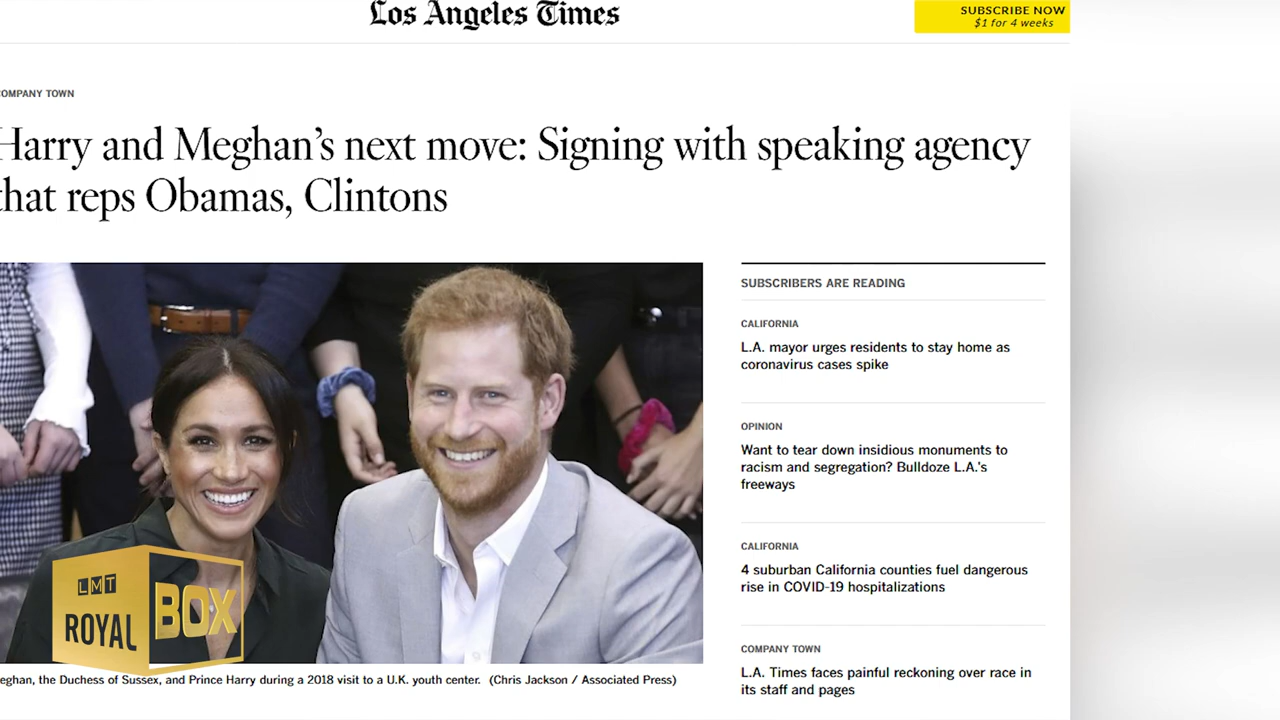 Los Angeles Times
SUBSCRIBE NOW
$1 for 4 weeks
OMPANY TOWN
Harry and Meghan's next move: Signing with speaking agency
that reps Obamas, Clintons
SUBSCRIBERS ARE READING
CALIFORNIA
L.A. mayor urges residents to stay home as
coronavirus cases spike
OPINION
Want to tear down insidious monuments to
racism and segregation? Bulldoze L.A.'s
freeways
CALIFORNIA
4 suburban California counties fuel dangerous
rise in COVID-19 hospitalizations
COMPANY TOWN
L.A. Times faces painful reckoning over race in
its staff and pages
LMT
ROYAL
BOX
eghan, the Duchess of Sussex, and Prince Harry during a 2018 visit to a U.K. youth center. (Chris Jackson / Associated Press)